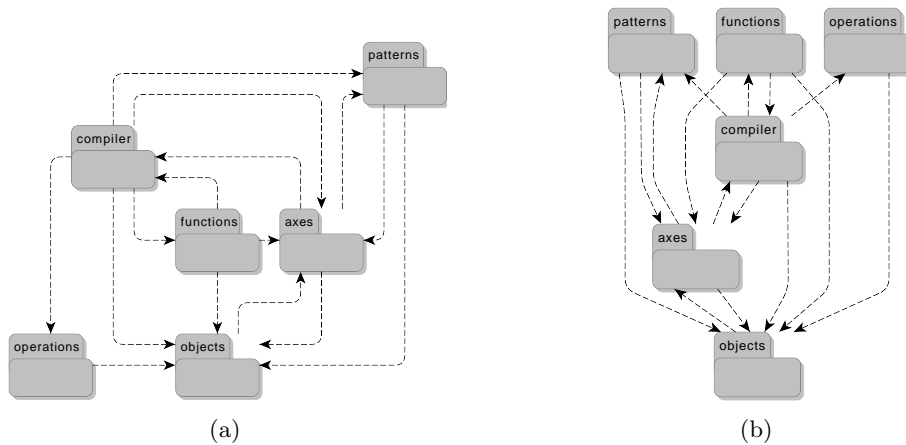 patterns
compiler
functions
axes
operations
objects
(a)
patterns
functions
operations
compiler
axes
objects
(b)